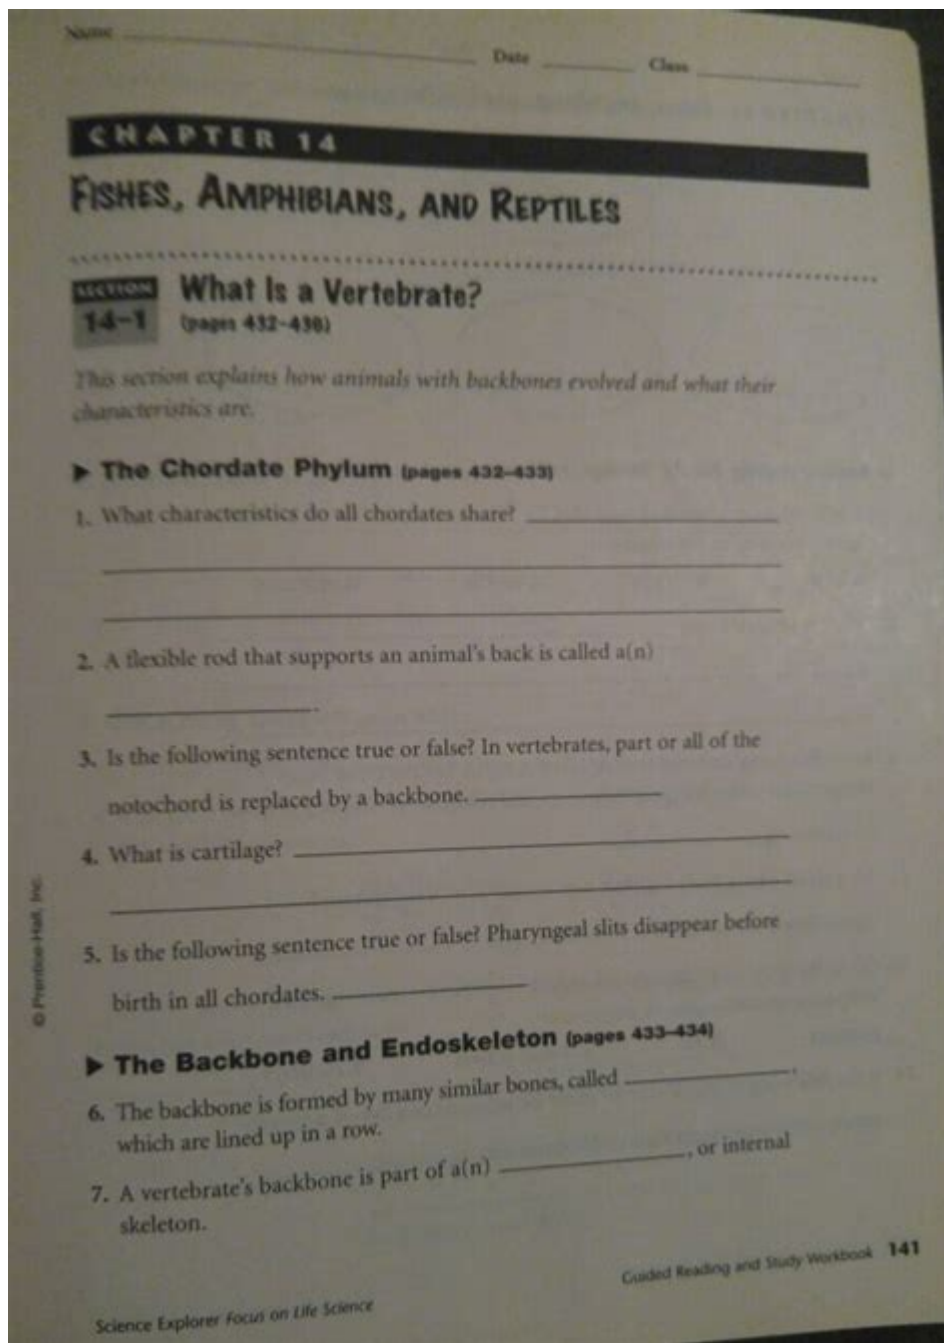 Name Date Class
CHAPTER 14
FISHES, AMPHIBIANS, AND REPTILES
SECTION
14-1
What Is a Vertebrate?
(pages 432-438)
This section explains how animals with backbones evolved and what their
characteristics are.
▶ The Chordate Phylum (pages 432–433)
1. What characteristics do all chordates share?
2. A flexible rod that supports an animal's back is called a(n)
.
3. Is the following sentence true or false? In vertebrates, part or all of the
notochord is replaced by a backbone.
4. What is cartilage?
5. Is the following sentence true or false? Pharyngeal slits disappear before
birth in all chordates.
▶ The Backbone and Endoskeleton (pages 433–434)
6. The backbone is formed by many similar bones, called ,
which are lined up in a row.
7. A vertebrate's backbone is part of a(n) , or internal
skeleton.
© Prentice-Hall, Inc.
Guided Reading and Study Workbook 141
Science Explorer Focus on Life Science